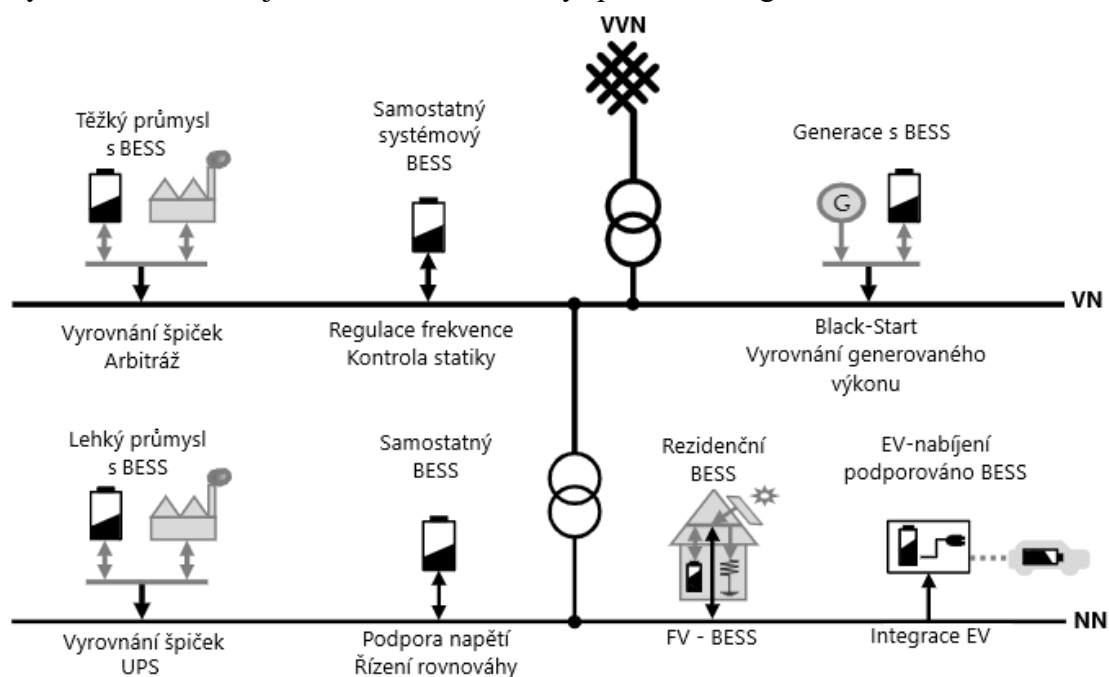 VVN
Těžký průmysl
s BESS
Samostatný
systémový
BESS
Generace s BESS
G
VN
Vyrovnání špiček
Arbitráž
Regulace frekvence
Kontrola statiky
Black-Start
Vyrovnání generovaného
výkonu
Lehký průmysl
s BESS
Samostatný
BESS
Rezidenční
BESS
EV-nabíjení
podporováno BESS
NN
Vyrovnání špiček
UPS
Podpora napětí
Řízení rovnováhy
FV - BESS
Integrace EV